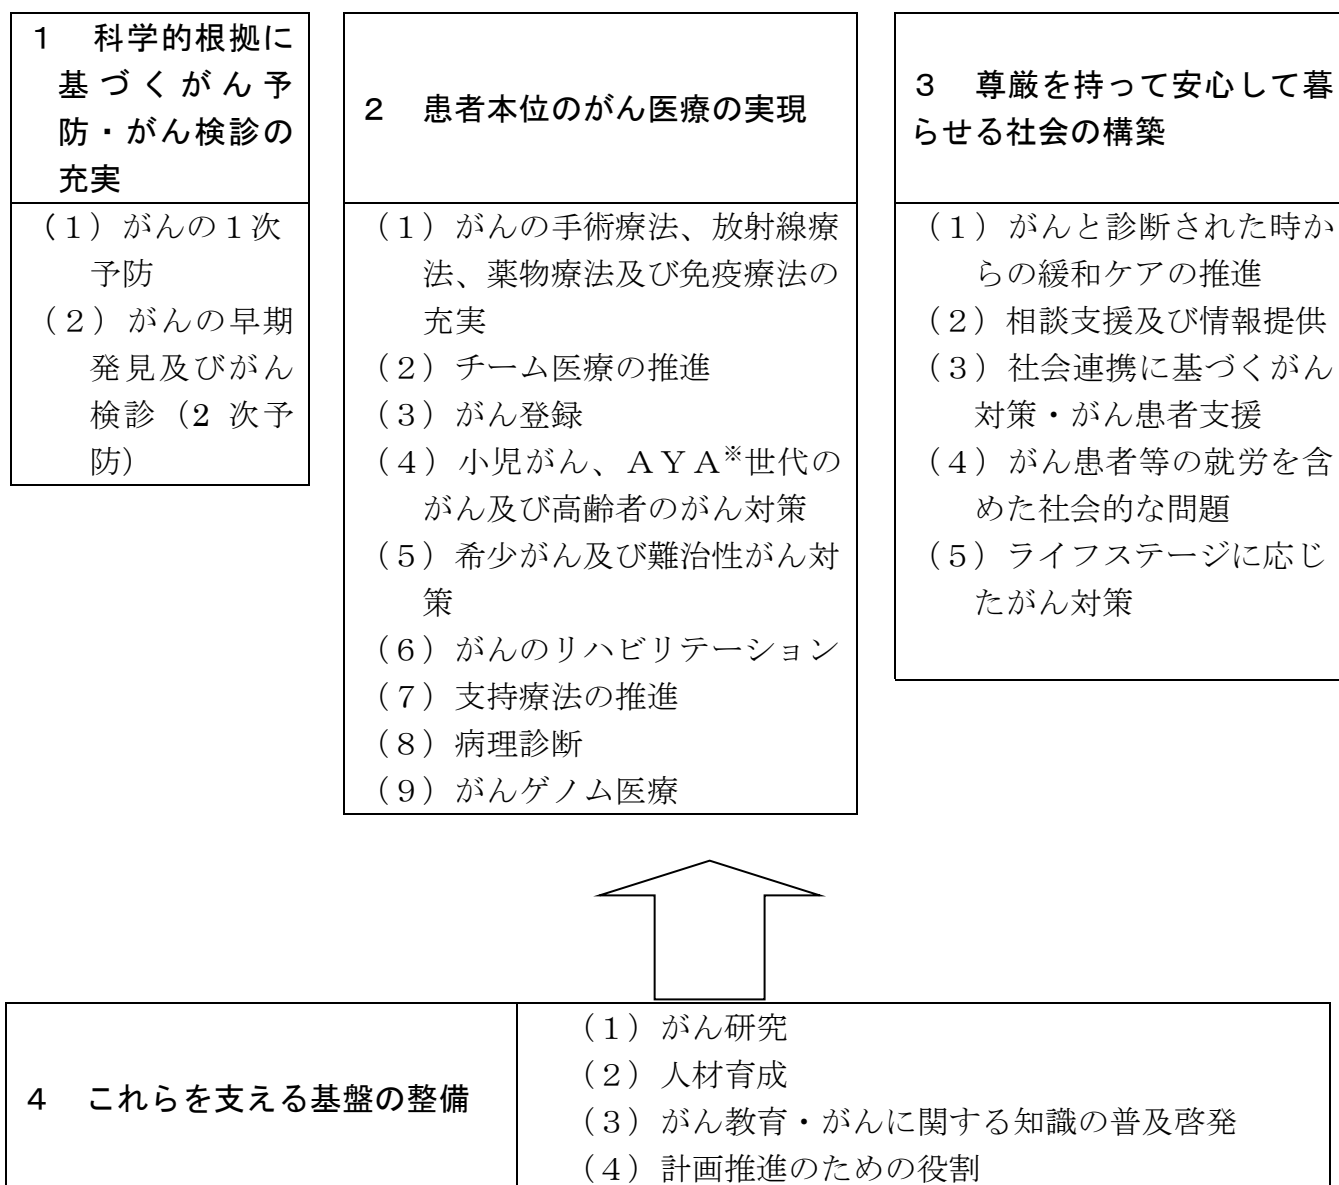 １　科学的根拠に
基づくがん予
防・がん検診の
充実
（１）がんの１次
予防
（２）がんの早期
発見及びがん
検診（2 次予
防）
２　患者本位のがん医療の実現
（１）がんの手術療法、放射線療
法、薬物療法及び免疫療法の
充実
（２）チーム医療の推進
（３）がん登録
（４）小児がん、ＡＹＡ※世代の
がん及び高齢者のがん対策
（５）希少がん及び難治性がん対
策
（６）がんのリハビリテーション
（７）支持療法の推進
（８）病理診断
（９）がんゲノム医療
３　尊厳を持って安心して暮
らせる社会の構築
（１）がんと診断された時か
らの緩和ケアの推進
（２）相談支援及び情報提供
（３）社会連携に基づくがん
対策・がん患者支援
（４）がん患者等の就労を含
めた社会的な問題
（５）ライフステージに応じ
たがん対策
４　これらを支える基盤の整備
（１）がん研究
（２）人材育成
（３）がん教育・がんに関する知識の普及啓発
（４）計画推進のための役割